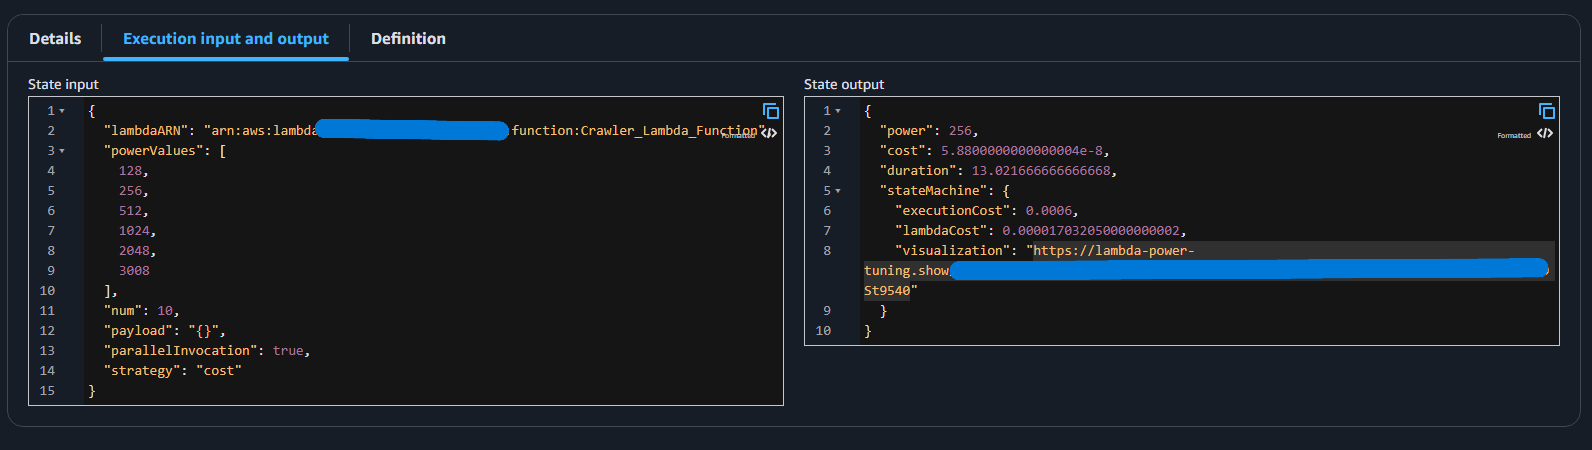 Details
Execution input and output
Definition
State input
1 {
2 "lambdaARN": "arn:aws:lambda function:Crawler_Lambda_Function"
3 "powerValues": [
4 128,
5 256,
6 512,
7 1024,
8 2048,
9 3008
10 ],
11 "num": 10,
12 "payload": "{}",
13 "parallelInvocation": true,
14 "strategy": "cost"
15 }
Formatted
State output
1 {
2 "power": 256,
3 "cost": 5.8800000000000004e-8,
4 "duration": 13.021666666666668,
5 "stateMachine": {
6 "executionCost": 0.0006,
7 "lambdaCost": 0.000017032050000000002,
8 "visualization": "https://lambda-power-
tuning.show
St9540"
9 }
10 }
Formatted